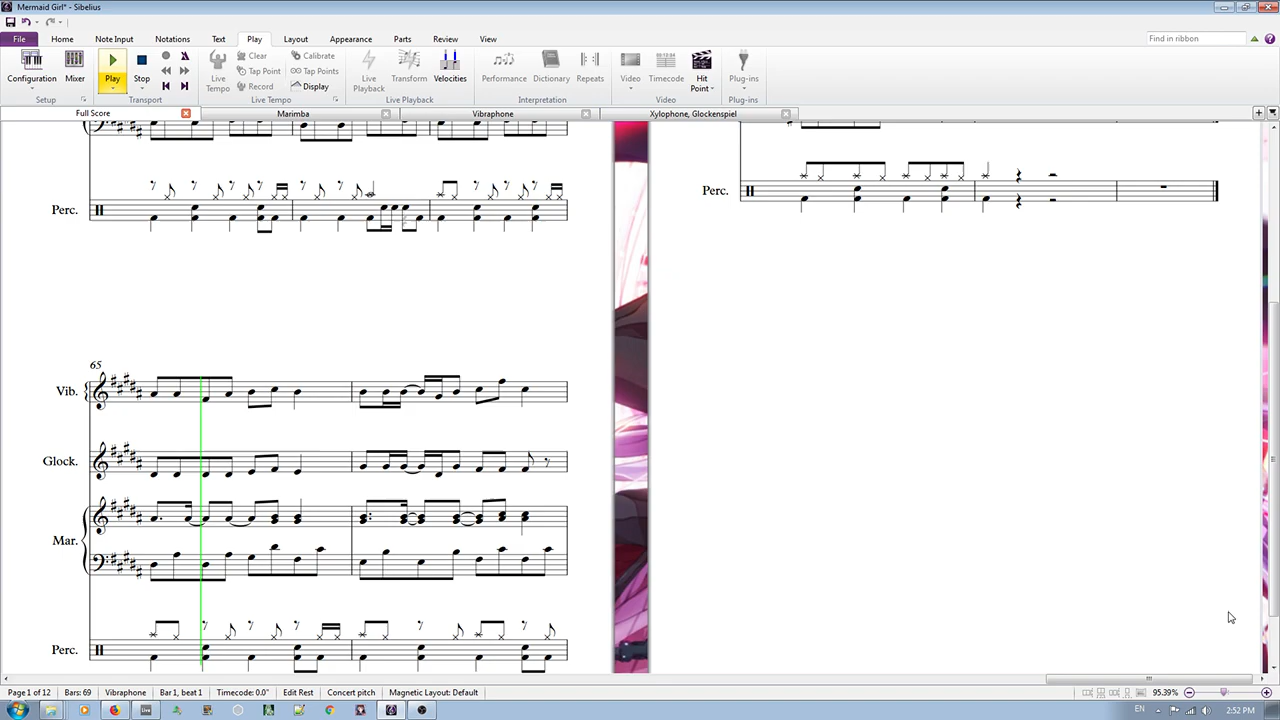 Mermaid Girl* - Sibelius
File Home Note Input Notations Text Play Layout Appearance Parts Review View Find in ribbon
Configuration Mixer Play Stop Live Tempo Clear Tap Point Record Calibrate Tap Points Display Live Playback Transform Velocities Performance Dictionary Repeats Video Timecode Hit Point Plug-ins
Setup Transport Live Tempo Live Playback Interpretation Video Plug-ins
Full Score Marimba Vibraphone Xylophone, Glockenspiel
Perc.
Perc.
65
Vib.
Glock.
Mar.
Perc.
Page 1 of 12 Bars: 69 Vibraphone Bar 1, beat 1 Timecode: 0.0" Edit Rest Concert pitch Magnetic Layout: Default 95.39%
EN 2:52 PM